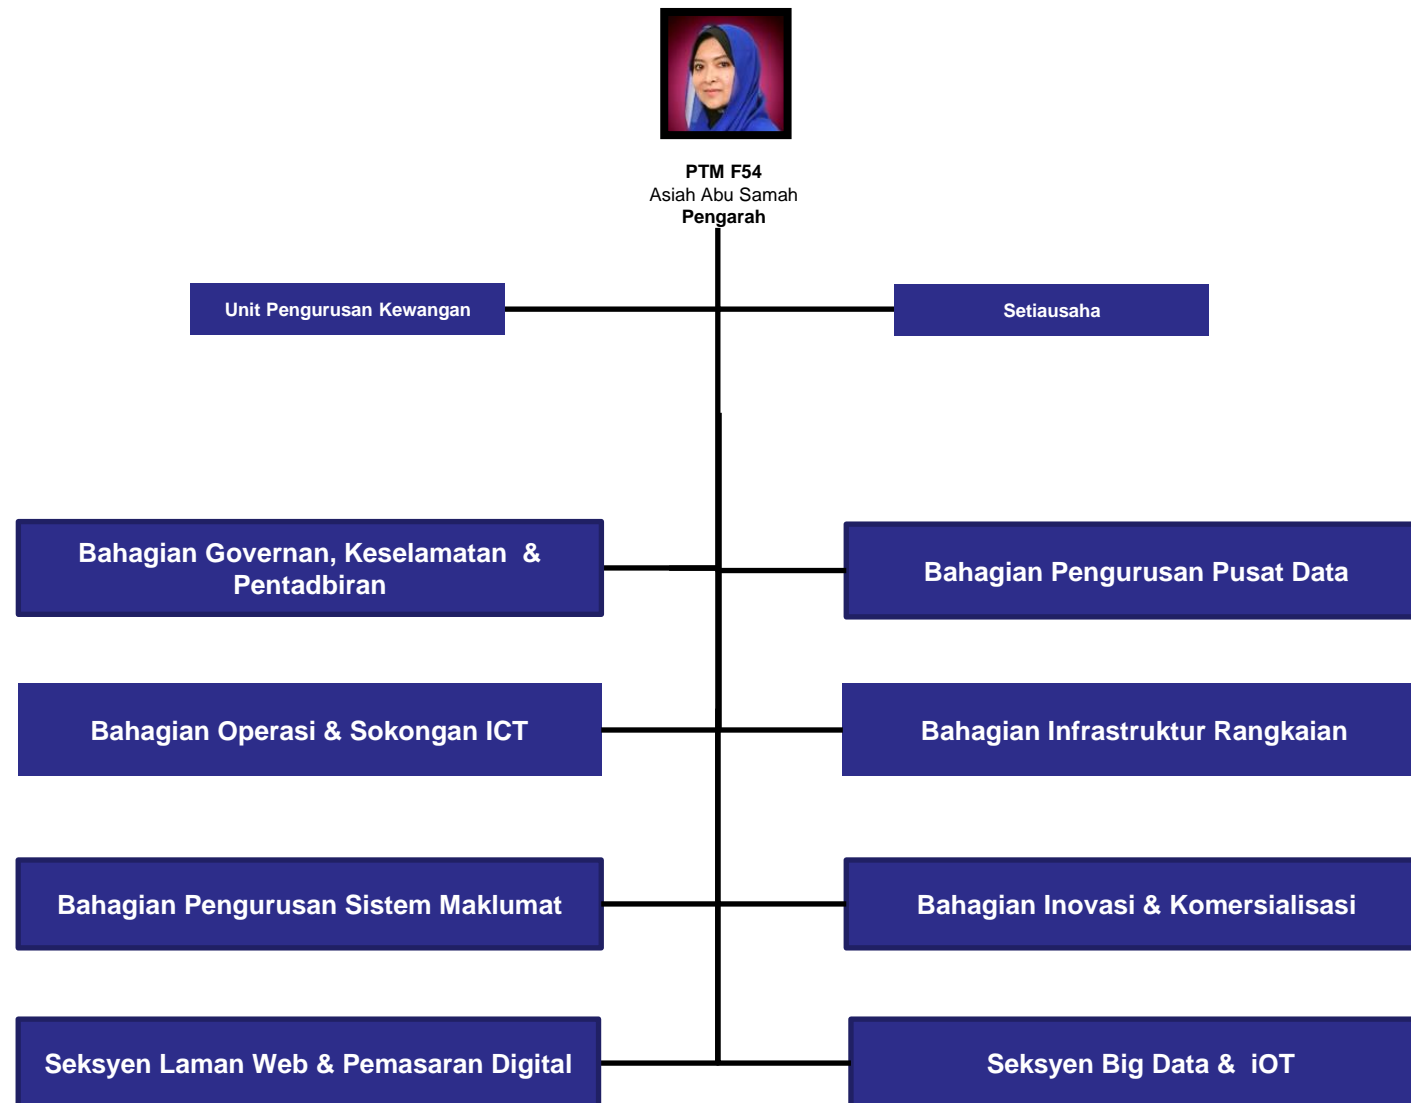 PTM F54
Asiah Abu Samah
Pengarah
Unit Pengurusan Kewangan
Setiausaha
Bahagian Governan, Keselamatan  &
Pentadbiran
Bahagian Pengurusan Pusat Data
Bahagian Operasi & Sokongan ICT
Bahagian Infrastruktur Rangkaian
Bahagian Pengurusan Sistem Maklumat
Bahagian Inovasi & Komersialisasi
Seksyen Laman Web & Pemasaran Digital
Seksyen Big Data &  iOT